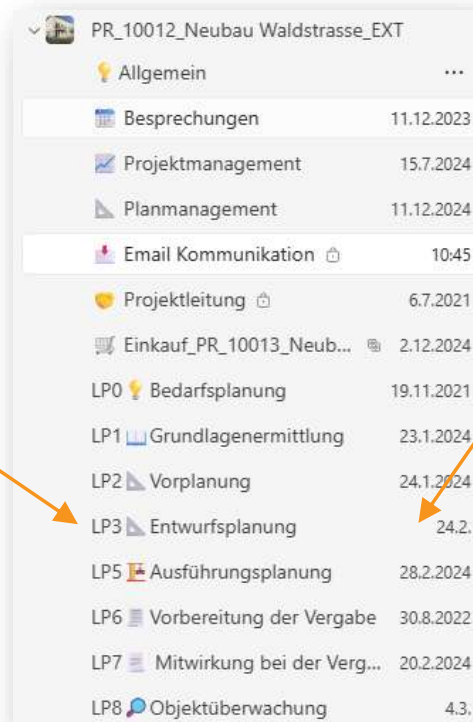 PR_10012_Neubau Waldstrasse_EXT
Allgemein ...
Besprechungen 11.12.2023
Projektmanagement 15.7.2024
Planmanagement 11.12.2024
Email Kommunikation 10:45
Projektleitung 6.7.2021
Einkauf_PR_10013_Neub... 2.12.2024
LP0 Bedarfsplanung 19.11.2021
LP1 Grundlagenermittlung 23.1.2024
LP2 Vorplanung 24.1.2024
LP3 Entwurfsplanung 24.2.
LP5 Ausführungsplanung 28.2.2024
LP6 Vorbereitung der Vergabe 30.8.2022
LP7 Mitwirkung bei der Verg... 20.2.2024
LP8 Objektüberwachung 4.3.